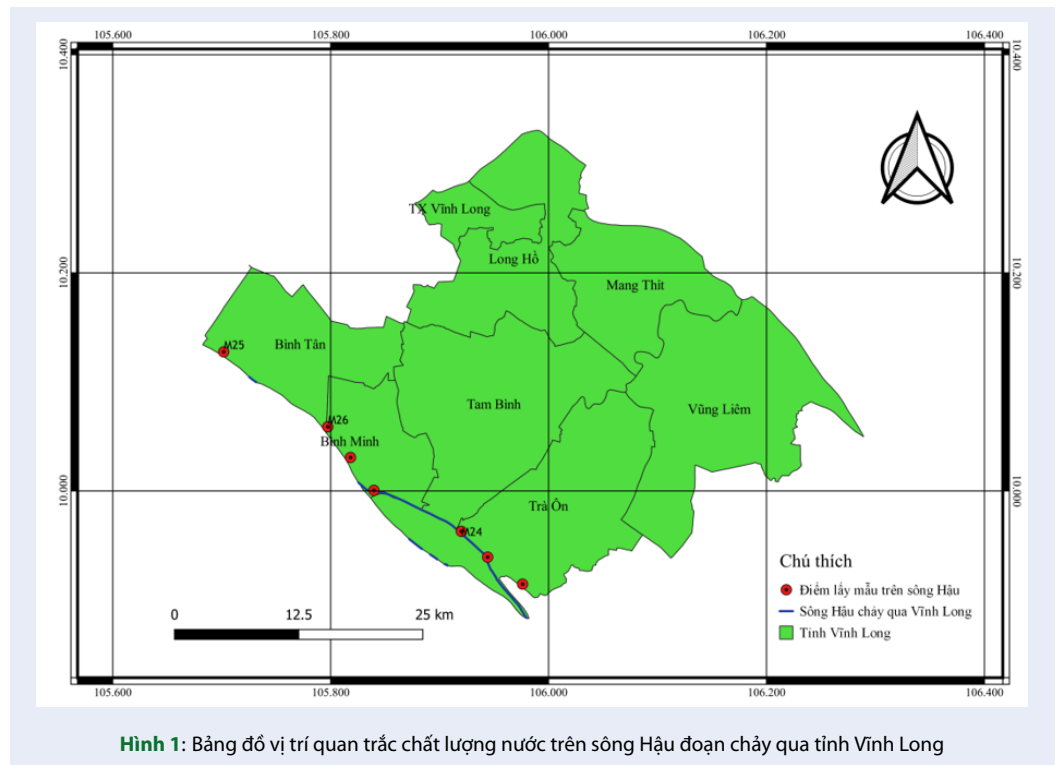 105.600 105.800 106.000 106.200 106.400
10.400 10.400
TX Vĩnh Long
Long Hồ
10.200 10.200
Mang Thít
Bình Tân
M25
Tam Bình
Vũng Liêm
M26
Bình Minh
10.000 10.000
Trà Ôn
M24
Chú thích
Điểm lấy mẫu trên sông Hậu
0 12.5 25 km
Sông Hậu chảy qua Vĩnh Long
Tỉnh Vĩnh Long
105.600 105.800 106.000 106.200 106.400
Hình 1: Bảng đồ vị trí quan trắc chất lượng nước trên sông Hậu đoạn chảy qua tỉnh Vĩnh Long